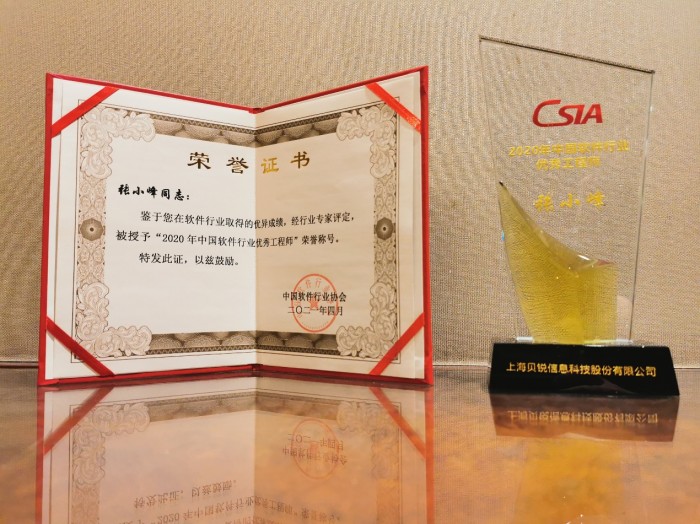 荣誉证书
张小峰同志：
鉴于您在软件行业取得的优异成绩，经行业专家评定，
被授予“2020年中国软件行业优秀工程师”荣誉称号。
特发此证，以兹鼓励。
中国软件行业协会
二〇二一年四月
CSIA
2020年中国软件行业
优秀工程师
张小峰
上海贝锐信息科技股份有限公司